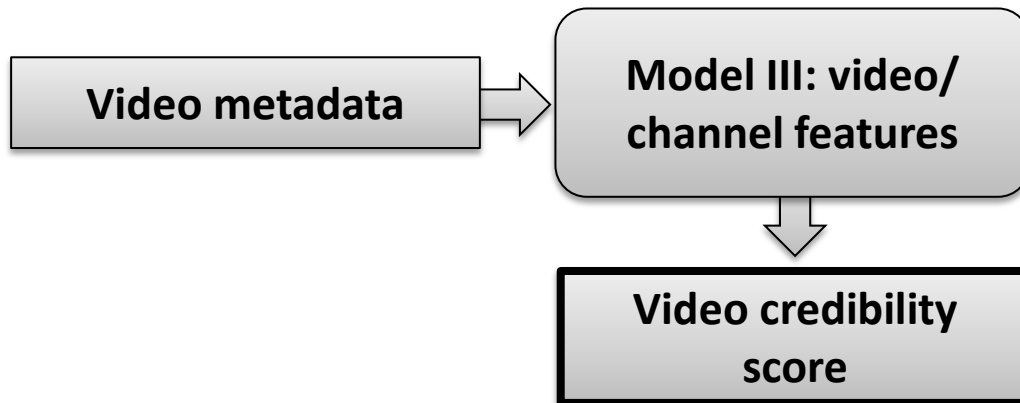 Video metadata
Model III: video/
channel features
Video credibility
score